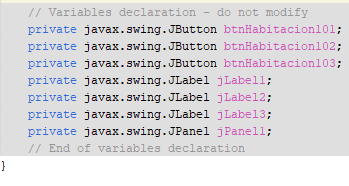 // Variables declaration - do not modify
private javax.swing.JButton btnHabitacion101;
private javax.swing.JButton btnHabitacion102;
private javax.swing.JButton btnHabitacion103;
private javax.swing.JLabel jLabel1;
private javax.swing.JLabel jLabel2;
private javax.swing.JLabel jLabel3;
private javax.swing.JPanel jPanel1;
// End of variables declaration
}